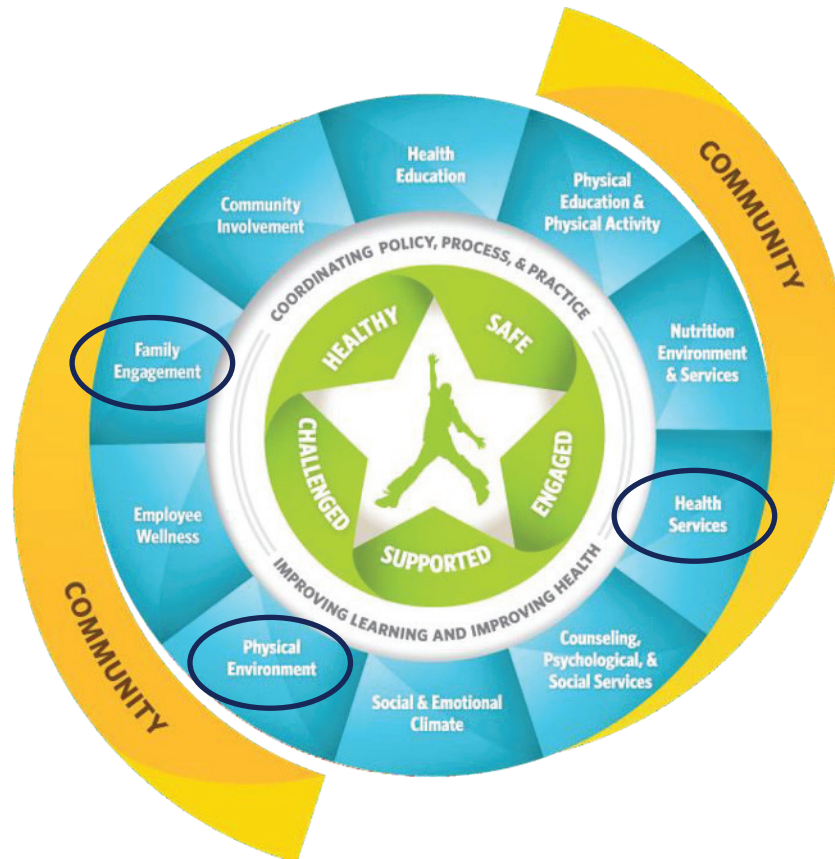 COMMUNITY
Health
Education
Physical
Education &
Physical Activity
Nutrition
Environment
& Services
Health
Services
Counseling,
Psychological, &
Social Services
Social & Emotional
Climate
Physical
Environment
Employee
Wellness
Family
Engagement
Community
Involvement
COORDINATING POLICY, PROCESS, & PRACTICE
IMPROVING LEARNING AND IMPROVING HEALTH
HEALTHY
SAFE
ENGAGED
SUPPORTED
CHALLENGED
COMMUNITY